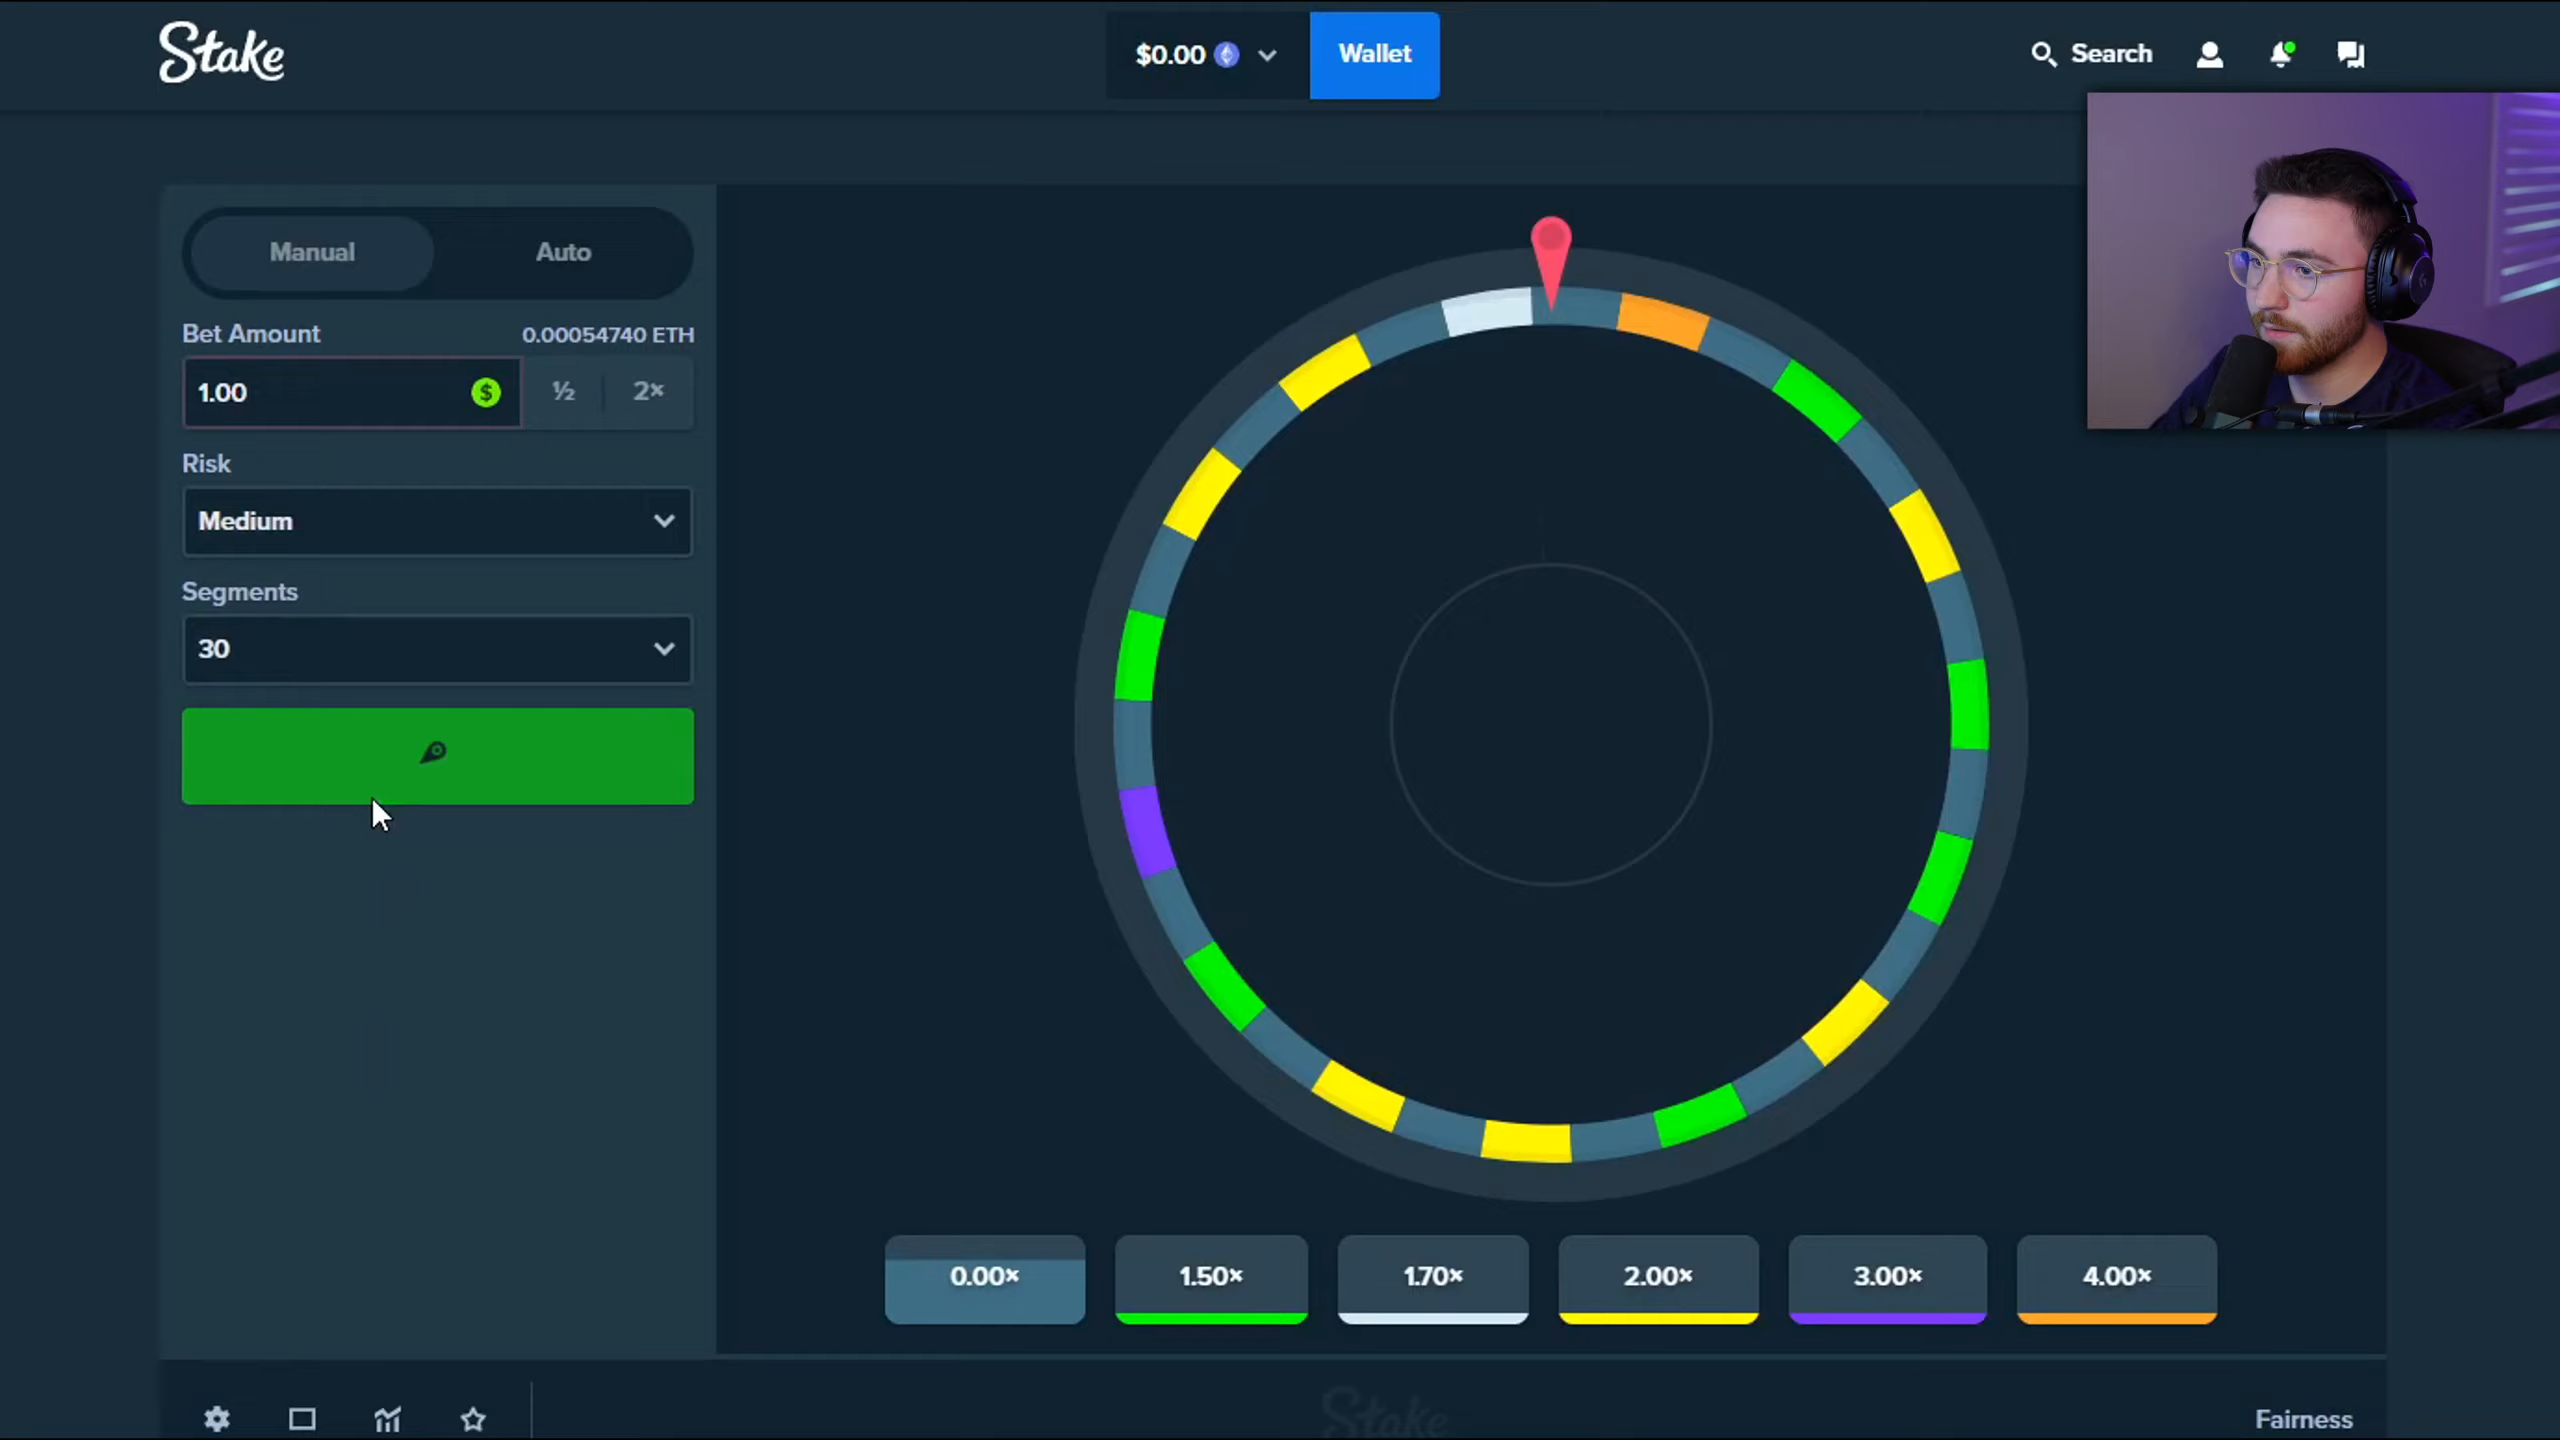 Stake
$0.00
Wallet
Search
Manual
Auto
Bet Amount
0.00054740 ETH
1.00
$
½
2×
Risk
Medium
Segments
30
0.00×
1.50×
1.70×
2.00×
3.00×
4.00×
Stake
Fairness